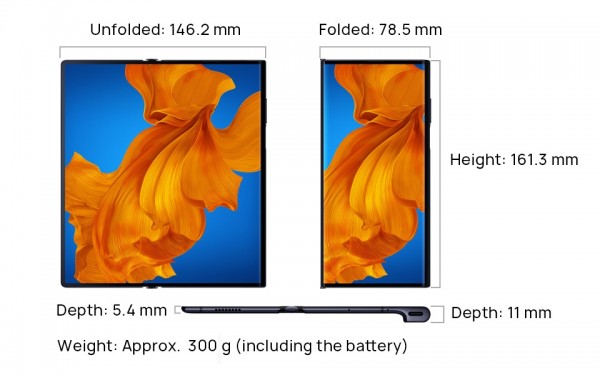 Unfolded: 146.2 mm
Folded: 78.5 mm
Height: 161.3 mm
Depth: 5.4 mm
Depth: 11 mm
Weight: Approx. 300 g (including the battery)